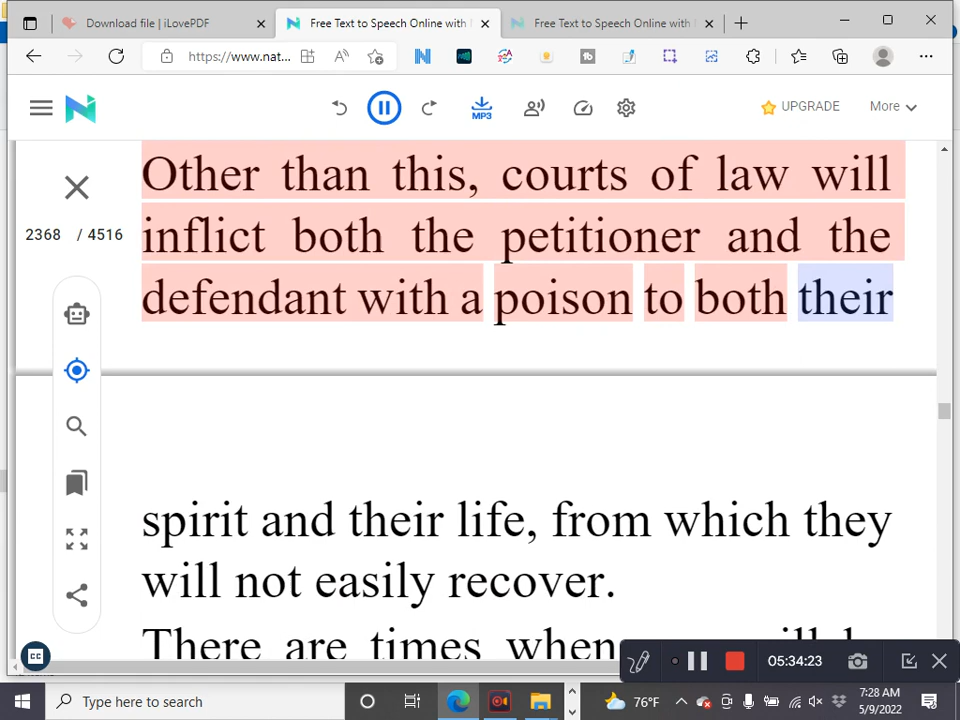 Download file | iLovePDF
Free Text to Speech Online with
Free Text to Speech Online with
https://www.nat...
MP3
UPGRADE
More
2368 / 4516
Other than this, courts of law will
inflict both the petitioner and the
defendant with a poison to both their
spirit and their life, from which they
will not easily recover.
There are times when
CC
05:34:23
Type here to search
76°F
7:28 AM
5/9/2022